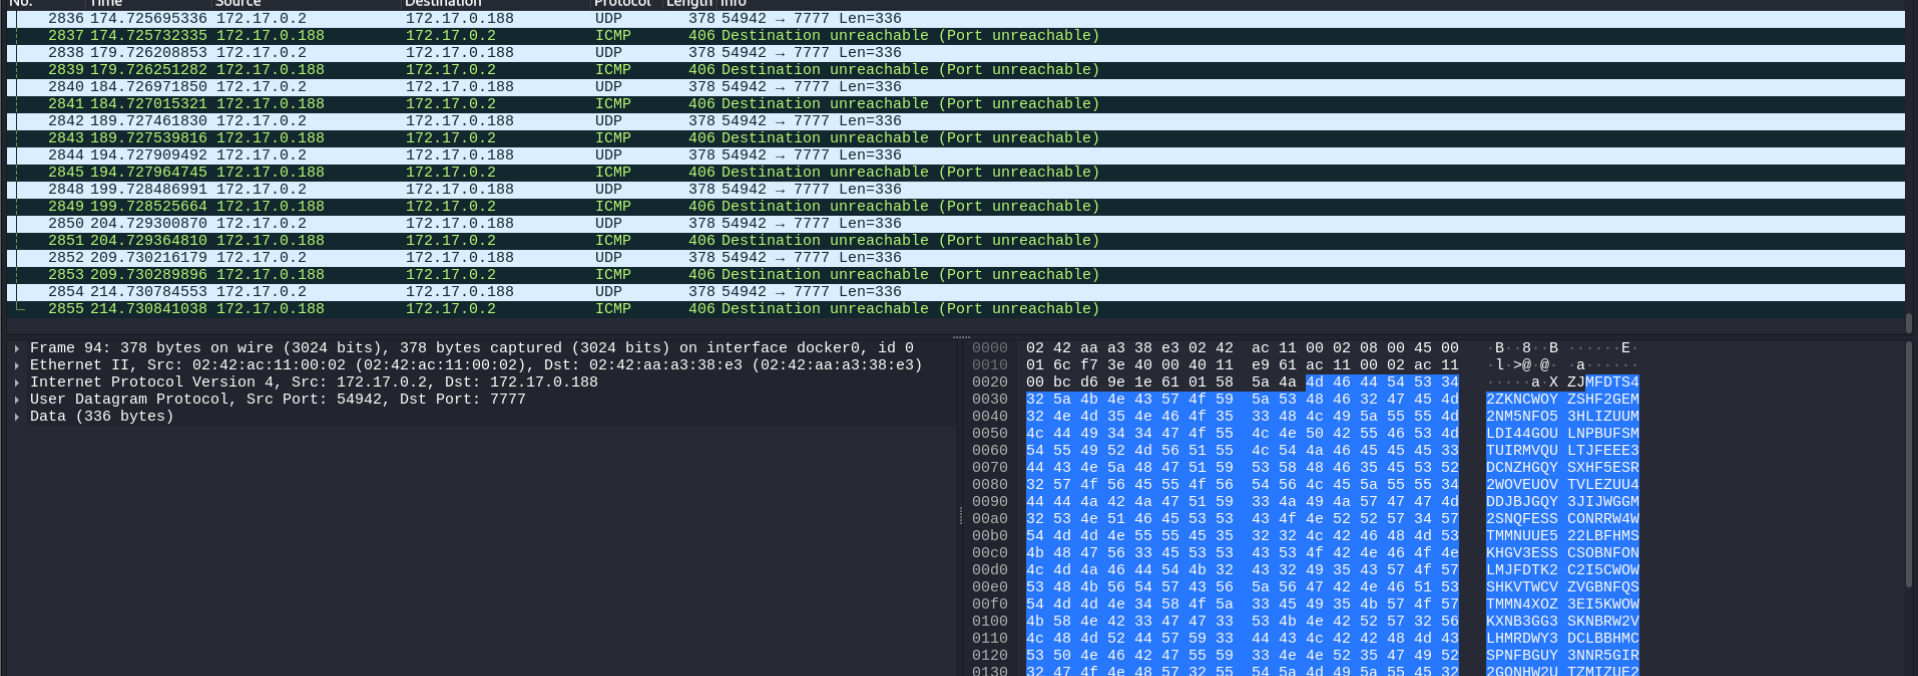 No. Time Source Destination Protocol Length Info
2836 174.725695336 172.17.0.2 172.17.0.188 UDP 378 54942 → 7777 Len=336
2837 174.725732335 172.17.0.188 172.17.0.2 ICMP 406 Destination unreachable (Port unreachable)
2838 179.726208853 172.17.0.2 172.17.0.188 UDP 378 54942 → 7777 Len=336
2839 179.726251282 172.17.0.188 172.17.0.2 ICMP 406 Destination unreachable (Port unreachable)
2840 184.726971850 172.17.0.2 172.17.0.188 UDP 378 54942 → 7777 Len=336
2841 184.727015321 172.17.0.188 172.17.0.2 ICMP 406 Destination unreachable (Port unreachable)
2842 189.727461830 172.17.0.2 172.17.0.188 UDP 378 54942 → 7777 Len=336
2843 189.727539816 172.17.0.188 172.17.0.2 ICMP 406 Destination unreachable (Port unreachable)
2844 194.727909492 172.17.0.2 172.17.0.188 UDP 378 54942 → 7777 Len=336
2845 194.727964745 172.17.0.188 172.17.0.2 ICMP 406 Destination unreachable (Port unreachable)
2848 199.728486991 172.17.0.2 172.17.0.188 UDP 378 54942 → 7777 Len=336
2849 199.728525664 172.17.0.188 172.17.0.2 ICMP 406 Destination unreachable (Port unreachable)
2850 204.729300870 172.17.0.2 172.17.0.188 UDP 378 54942 → 7777 Len=336
2851 204.729364810 172.17.0.188 172.17.0.2 ICMP 406 Destination unreachable (Port unreachable)
2852 209.730216179 172.17.0.2 172.17.0.188 UDP 378 54942 → 7777 Len=336
2853 209.730289896 172.17.0.188 172.17.0.2 ICMP 406 Destination unreachable (Port unreachable)
2854 214.730784553 172.17.0.2 172.17.0.188 UDP 378 54942 → 7777 Len=336
2855 214.730841038 172.17.0.188 172.17.0.2 ICMP 406 Destination unreachable (Port unreachable)
Frame 94: 378 bytes on wire (3024 bits), 378 bytes captured (3024 bits) on interface docker0, id 0
Ethernet II, Src: 02:42:ac:11:00:02 (02:42:ac:11:00:02), Dst: 02:42:aa:a3:38:e3 (02:42:aa:a3:38:e3)
Internet Protocol Version 4, Src: 172.17.0.2, Dst: 172.17.0.188
User Datagram Protocol, Src Port: 54942, Dst Port: 7777
Data (336 bytes)
0000 02 42 aa a3 38 e3 02 42 ac 11 00 02 08 00 45 00 ·B··8··B ······E·
0010 01 6c f7 3e 40 00 40 11 e9 61 ac 11 00 02 ac 11 ·l·>@·@· ·a······
0020 00 bc d6 9e 1e 61 01 58 5a 4a 4d 46 44 54 53 34 ·····a·X ZJMFDTS4
0030 32 5a 4b 4e 43 57 4f 59 5a 53 48 46 32 47 45 4d 2ZKNCWOY ZSHF2GEM
0040 32 4e 4d 35 4e 46 4f 35 33 48 4c 49 5a 55 55 4d 2NM5NFO5 3HLIZUUM
0050 4c 44 49 34 34 47 4f 55 4c 4e 50 42 55 46 53 4d LDI44GOU LNPBUFSM
0060 54 55 49 52 4d 56 51 55 4c 54 4a 46 45 45 45 33 TUIRMVQU LTJFEEE3
0070 44 43 4e 5a 48 47 51 59 53 58 48 46 35 45 53 52 DCNZHGQY SXHF5ESR
0080 32 57 4f 56 45 55 4f 56 54 56 4c 45 5a 55 55 34 2WOVEUOV TVLEZUU4
0090 44 44 4a 42 4a 47 51 59 33 4a 49 4a 57 47 47 4d DDJBJGQY 3JIJWGGM
00a0 32 53 4e 51 46 45 53 53 43 4f 4e 52 52 57 34 57 2SNQFESS CONRRW4W
00b0 54 4d 4d 4e 55 55 45 35 32 32 4c 42 46 48 4d 53 TMMNUUE5 22LBFHMS
00c0 4b 48 47 56 33 45 53 53 43 53 4f 42 4e 46 4f 4e KHGV3ESS CSOBNFON
00d0 4c 4d 4a 46 44 54 4b 32 43 32 49 35 43 57 4f 57 LMJFDTK2 C2I5CWOW
00e0 53 48 4b 56 54 57 43 56 5a 56 47 42 4e 46 51 53 SHKVTWCV ZVGBNFQS
00f0 54 4d 4d 4e 34 58 4f 5a 33 45 49 35 4b 57 4f 57 TMMN4XOZ 3EI5KWOW
0100 4b 58 4e 42 33 47 47 33 53 4b 4e 42 52 57 32 56 KXNB3GG3 SKNBRW2V
0110 4c 48 4d 52 44 57 59 33 44 43 4c 42 42 48 4d 43 LHMRDWY3 DCLBBHMC
0120 53 50 4e 46 42 47 55 59 33 4e 4e 52 35 47 49 52 SPNFBGUY 3NNR5GIR
0130 32 47 4f 4e 48 57 32 55 54 5a 4d 49 5a 55 45 32 2GONHW2U TZMIZUE2